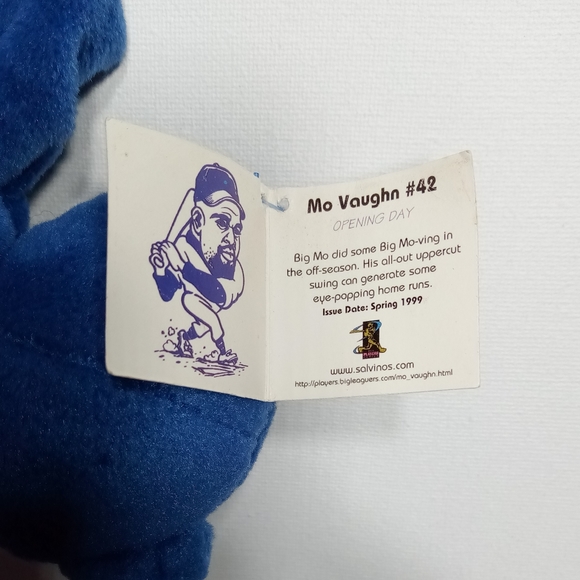 Mo Vaughn #42
OPENING DAY
Big Mo did some Big Mo-ving in
the off-season. His all-out uppercut
swing can generate some
eye-popping home runs.
Issue Date: Spring 1999
PLAYERS
www.salvinos.com
http://players.bigleaguers.com/mo_vaughn.html